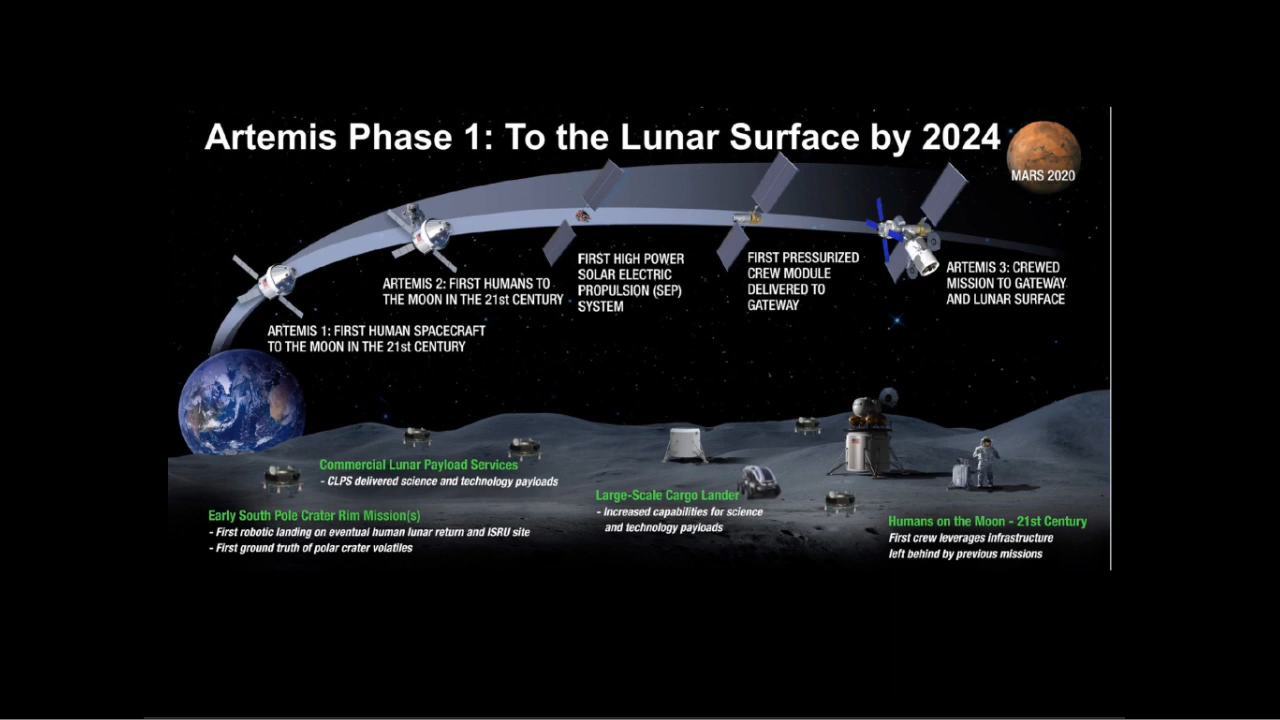 Artemis Phase 1: To the Lunar Surface by 2024
MARS 2020
ARTEMIS 1: FIRST HUMAN SPACECRAFT
TO THE MOON IN THE 21st CENTURY
ARTEMIS 2: FIRST HUMANS TO
THE MOON IN THE 21st CENTURY
FIRST HIGH POWER
SOLAR ELECTRIC
PROPULSION (SEP)
SYSTEM
FIRST PRESSURIZED
CREW MODULE
DELIVERED TO
GATEWAY
ARTEMIS 3: CREWED
MISSION TO GATEWAY
AND LUNAR SURFACE
Commercial Lunar Payload Services
- CLPS delivered science and technology payloads
Early South Pole Crater Rim Mission(s)
- First robotic landing on eventual human lunar return and ISRU site
- First ground truth of polar crater volatiles
Large-Scale Cargo Lander
- Increased capabilities for science
and technology payloads
Humans on the Moon - 21st Century
First crew leverages infrastructure
left behind by previous missions